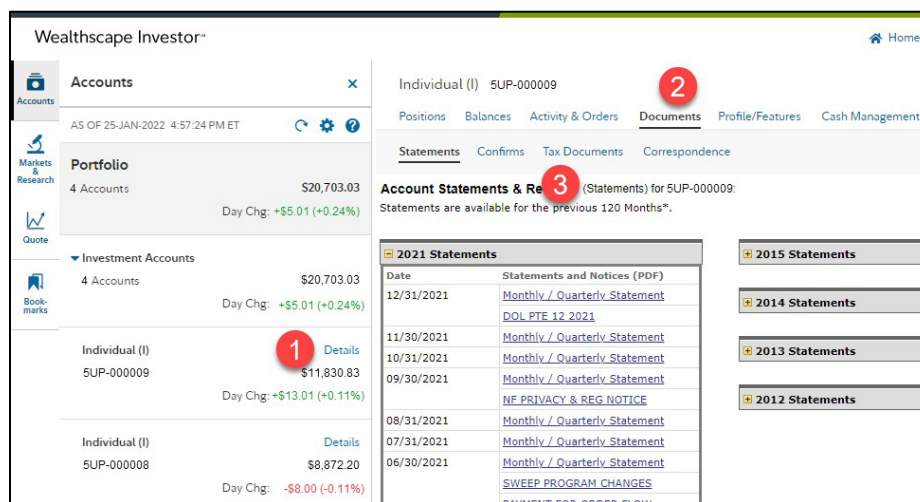 Wealthscape Investor℠
Home
Accounts
Markets
&
Research
Quote
Book-
marks
Accounts
AS OF 25-JAN-2022 4:57:24 PM ET
Portfolio
4 Accounts $20,703.03
Day Chg: +$5.01 (+0.24%)
Investment Accounts
4 Accounts $20,703.03
Day Chg: +$5.01 (+0.24%)
Individual (I) 1 Details
5UP-000009 $11,830.83
Day Chg: +$13.01 (+0.11%)
Individual (I) Details
5UP-000008 $8,872.20
Day Chg: -$8.00 (-0.11%)
Individual (I) 5UP-000009
2
Positions Balances Activity & Orders Documents Profile/Features Cash Management
Statements Confirms Tax Documents Correspondence
3
Account Statements & Re (Statements) for 5UP-000009:
Statements are available for the previous 120 Months*.
2021 Statements
Date Statements and Notices (PDF)
12/31/2021 Monthly / Quarterly Statement
DOL PTE 12 2021
11/30/2021 Monthly / Quarterly Statement
10/31/2021 Monthly / Quarterly Statement
09/30/2021 Monthly / Quarterly Statement
NF PRIVACY & REG NOTICE
08/31/2021 Monthly / Quarterly Statement
07/31/2021 Monthly / Quarterly Statement
06/30/2021 Monthly / Quarterly Statement
SWEEP PROGRAM CHANGES
PAYMENT FOR ORDER FLOW
2015 Statements
2014 Statements
2013 Statements
2012 Statements